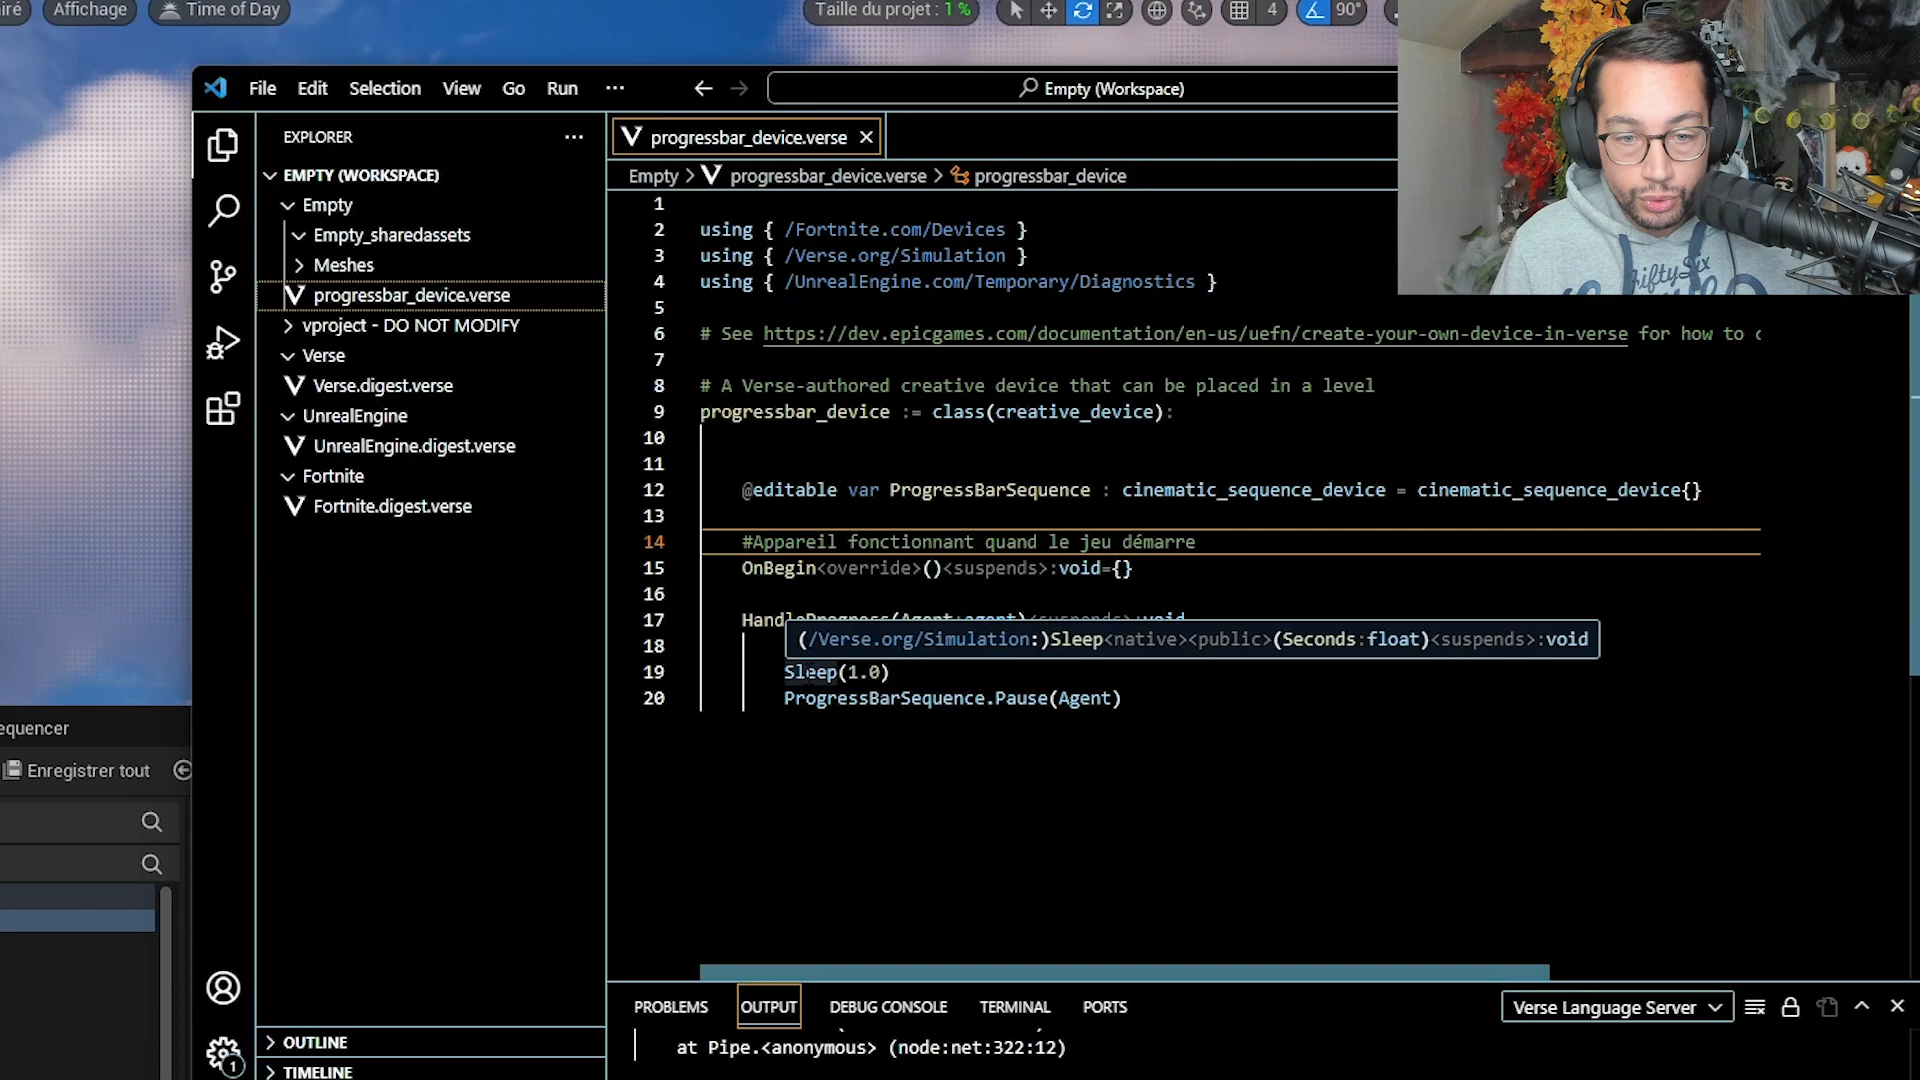 Affichage
Time of Day
Taille du projet : 1 %
4
90°
File Edit Selection View Go Run ...
Empty (Workspace)
EXPLORER
EMPTY (WORKSPACE)
Empty
Empty_sharedassets
Meshes
progressbar_device.verse
vproject - DO NOT MODIFY
Verse
Verse.digest.verse
UnrealEngine
UnrealEngine.digest.verse
Fortnite
Fortnite.digest.verse
OUTLINE
TIMELINE
1
progressbar_device.verse
Empty > progressbar_device.verse > progressbar_device
1
2 using { /Fortnite.com/Devices }
3 using { /Verse.org/Simulation }
4 using { /UnrealEngine.com/Temporary/Diagnostics }
5
6 # See https://dev.epicgames.com/documentation/en-us/uefn/create-your-own-device-in-verse for how to c
7
8 # A Verse-authored creative device that can be placed in a level
9 progressbar_device := class(creative_device):
10
11
12 @editable var ProgressBarSequence : cinematic_sequence_device = cinematic_sequence_device{}
13
14 #Appareil fonctionnant quand le jeu démarre
15 OnBegin<override>()<suspends>:void={}
16
17 HandleProgress(Agent:agent)<suspends>:void
(/Verse.org/Simulation:)Sleep<native><public>(Seconds:float)<suspends>:void
18
19 Sleep(1.0)
20 ProgressBarSequence.Pause(Agent)
equencer
Enregistrer tout
PROBLEMS OUTPUT DEBUG CONSOLE TERMINAL PORTS
Verse Language Server
at Pipe.<anonymous> (node:net:322:12)